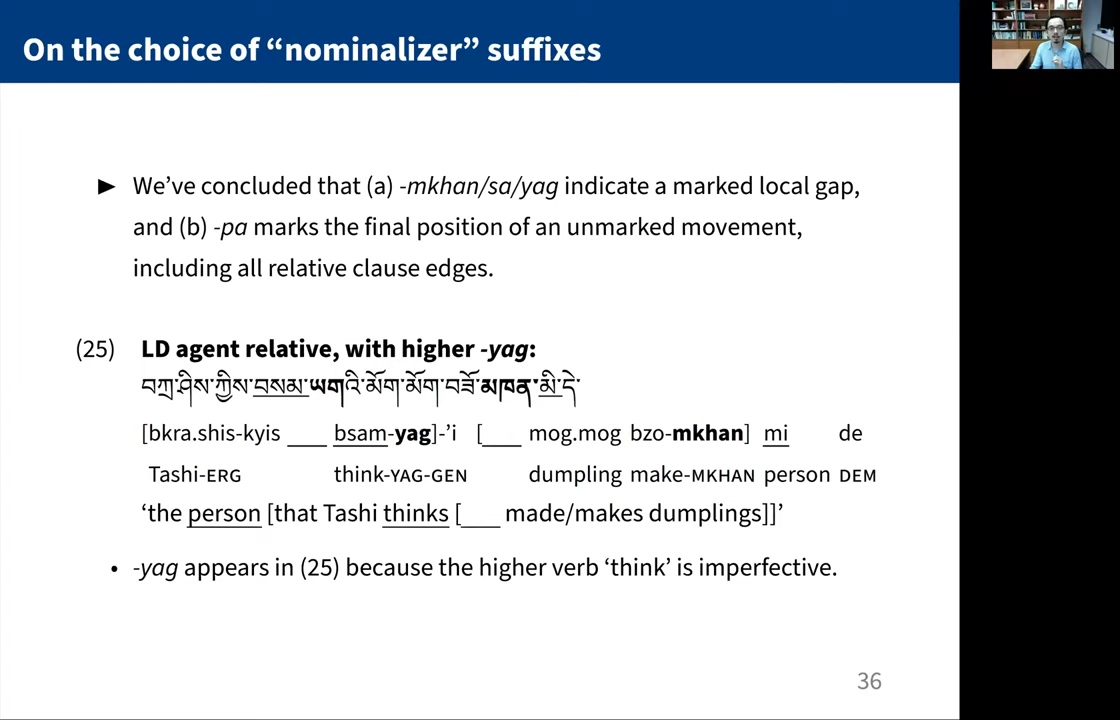 On the choice of “nominalizer” suffixes
► We’ve concluded that (a) -mkhan/sa/yag indicate a marked local gap,
and (b) -pa marks the final position of an unmarked movement,
including all relative clause edges.
(25) LD agent relative, with higher -yag:
བཀྲ་ཤིས་ཀྱིས་བསམ་ཡགའི་མོག་མོག་བཟོ་མཁན་མི་དེ་
[bkra.shis-kyis ___ bsam-yag]-’i [___ mog.mog bzo-mkhan] mi de
Tashi-ERG think-YAG-GEN dumpling make-MKHAN person DEM
‘the person [that Tashi thinks [___ made/makes dumplings]]’
• -yag appears in (25) because the higher verb ‘think’ is imperfective.
36